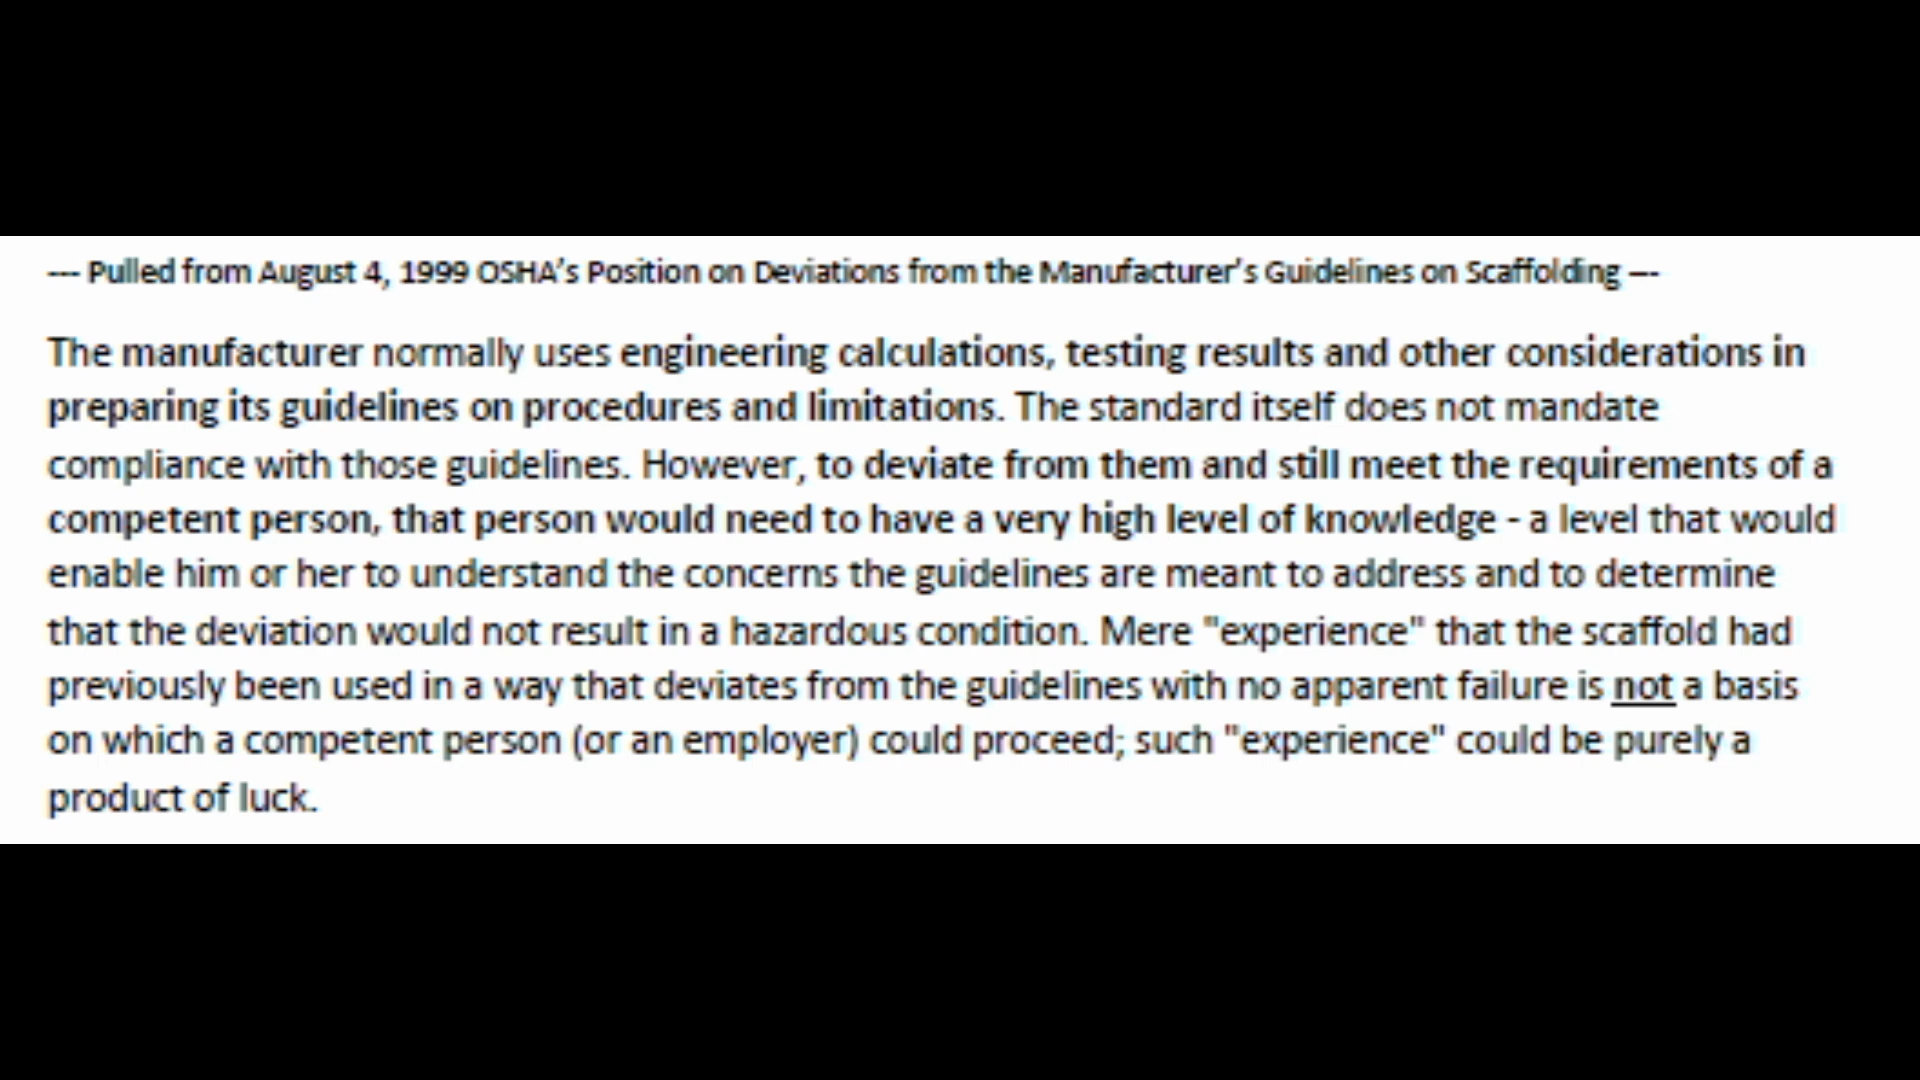 --- Pulled from August 4, 1999 OSHA's Position on Deviations from the Manufacturer's Guidelines on Scaffolding ---
The manufacturer normally uses engineering calculations, testing results and other considerations in
preparing its guidelines on procedures and limitations. The standard itself does not mandate
compliance with those guidelines. However, to deviate from them and still meet the requirements of a
competent person, that person would need to have a very high level of knowledge - a level that would
enable him or her to understand the concerns the guidelines are meant to address and to determine
that the deviation would not result in a hazardous condition. Mere "experience" that the scaffold had
previously been used in a way that deviates from the guidelines with no apparent failure is not a basis
on which a competent person (or an employer) could proceed; such "experience" could be purely a
product of luck.